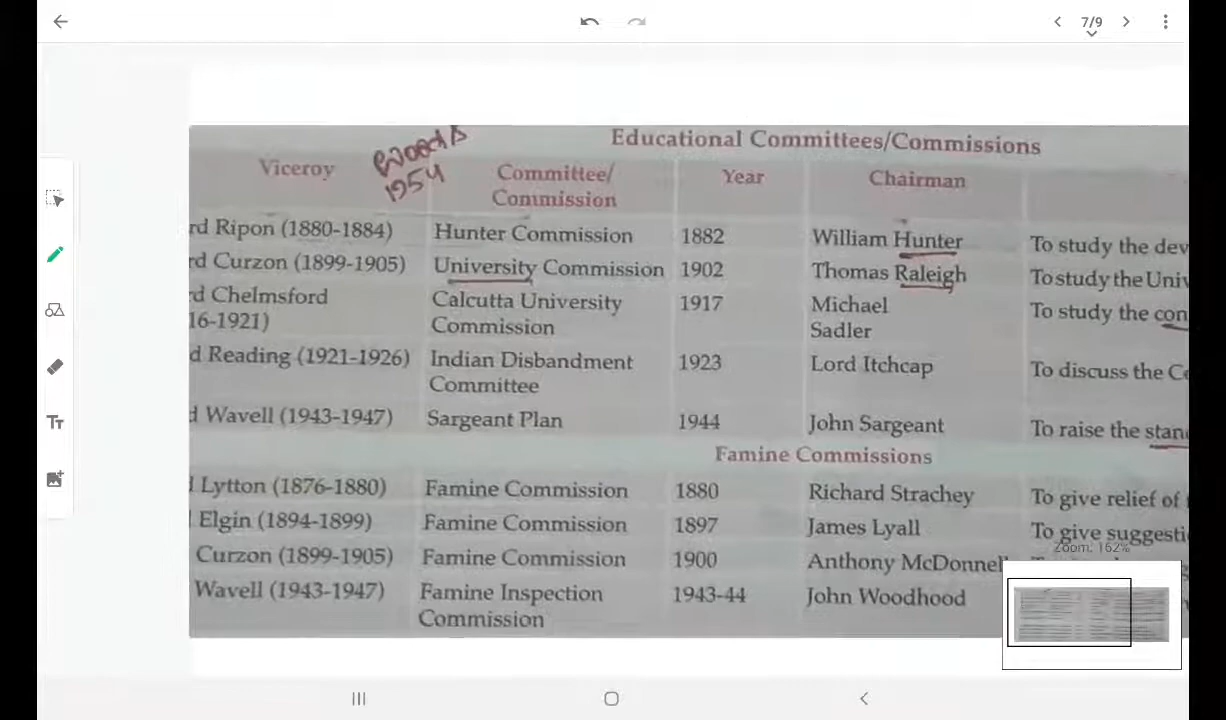 7/9
Educational Committees/Commissions
Wood's
1954
Viceroy Committee/ Year Chairman
Commission
rd Ripon (1880-1884) Hunter Commission 1882 William Hunter To study the dev
rd Curzon (1899-1905) University Commission 1902 Thomas Raleigh To study the Univ
rd Chelmsford Calcutta University 1917 Michael To study the con
16-1921) Commission Sadler
d Reading (1921-1926) Indian Disbandment 1923 Lord Itchcap To discuss the Ce
Committee
d Wavell (1943-1947) Sargeant Plan 1944 John Sargeant To raise the stan
Famine Commissions
Lytton (1876-1880) Famine Commission 1880 Richard Strachey To give relief of
Elgin (1894-1899) Famine Commission 1897 James Lyall To give suggesti
Zoom: 162%
Curzon (1899-1905) Famine Commission 1900 Anthony McDonnel
Wavell (1943-1947) Famine Inspection 1943-44 John Woodhood
Commission
Tт